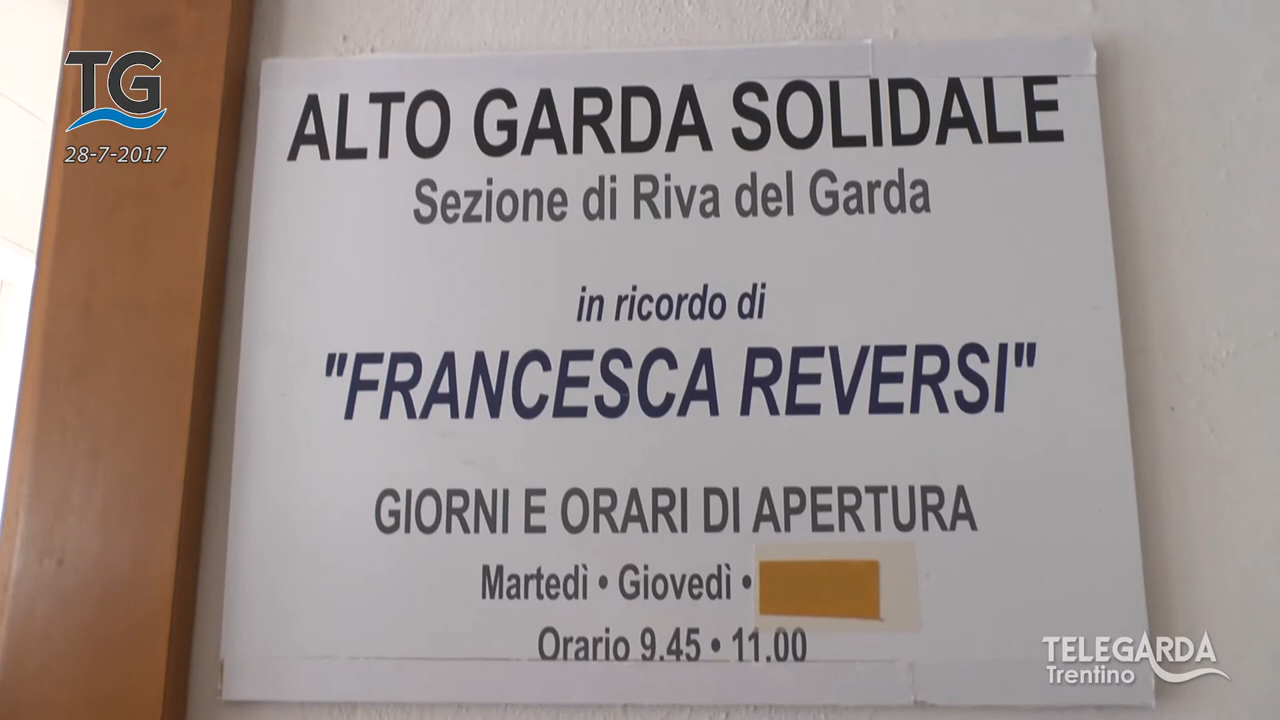 TG
28-7-2017
ALTO GARDA SOLIDALE
Sezione di Riva del Garda
in ricordo di
"FRANCESCA REVERSI"
GIORNI E ORARI DI APERTURA
Martedì • Giovedì •
Orario 9.45 • 11.00
TELEGARDA
Trentino